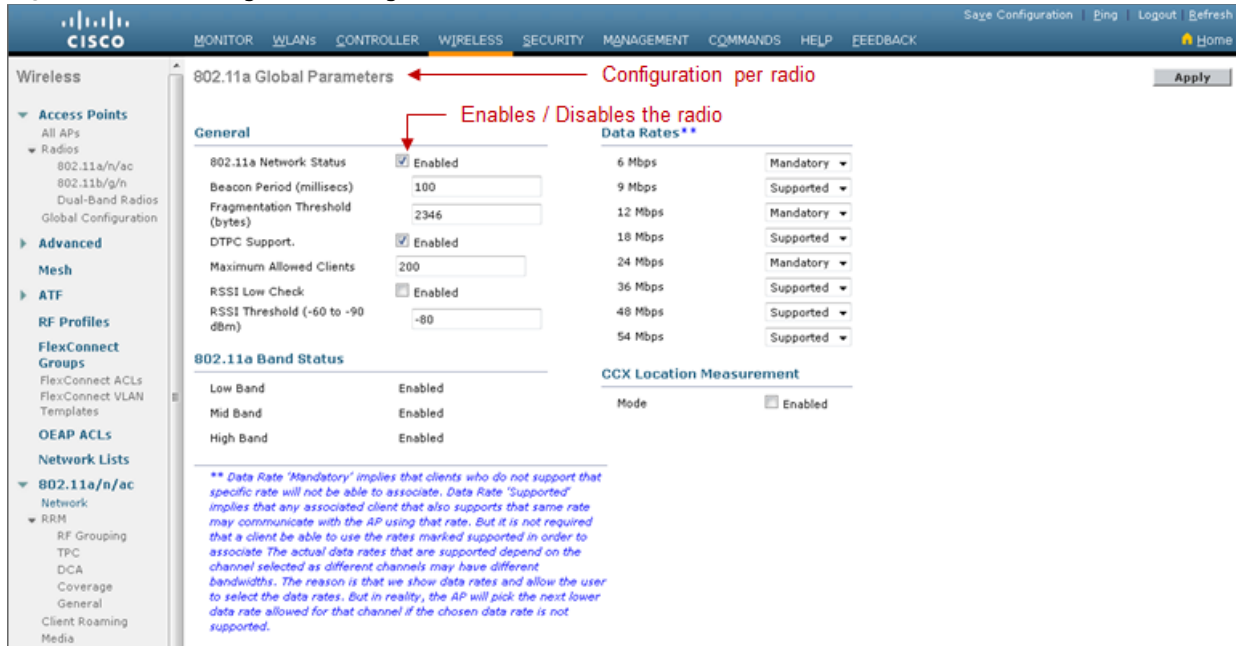 Save Configuration | Ping | Logout | Refresh
CISCO
MONITOR WLANs CONTROLLER WIRELESS SECURITY MANAGEMENT COMMANDS HELP FEEDBACK
Home
Wireless
Access Points
All APs
Radios
802.11a/n/ac
802.11b/g/n
Dual-Band Radios
Global Configuration
Advanced
Mesh
ATF
RF Profiles
FlexConnect
Groups
FlexConnect ACLs
FlexConnect VLAN
Templates
OEAP ACLs
Network Lists
802.11a/n/ac
Network
RRM
RF Grouping
TPC
DCA
Coverage
General
Client Roaming
Media
802.11a Global Parameters
Configuration per radio
Apply
Enables / Disables the radio
General
802.11a Network Status Enabled
Beacon Period (millisecs) 100
Fragmentation Threshold
(bytes) 2346
DTPC Support. Enabled
Maximum Allowed Clients 200
RSSI Low Check Enabled
RSSI Threshold (-60 to -90
dBm) -80
802.11a Band Status
Low Band Enabled
Mid Band Enabled
High Band Enabled
Data Rates**
6 Mbps Mandatory
9 Mbps Supported
12 Mbps Mandatory
18 Mbps Supported
24 Mbps Mandatory
36 Mbps Supported
48 Mbps Supported
54 Mbps Supported
CCX Location Measurement
Mode Enabled
** Data Rate 'Mandatory' implies that clients who do not support that
specific rate will not be able to associate. Data Rate 'Supported'
implies that any associated client that also supports that same rate
may communicate with the AP using that rate. But it is not required
that a client be able to use the rates marked supported in order to
associate The actual data rates that are supported depend on the
channel selected as different channels may have different
bandwidths. The reason is that we show data rates and allow the user
to select the data rates. But in reality, the AP will pick the next lower
data rate allowed for that channel if the chosen data rate is not
supported.